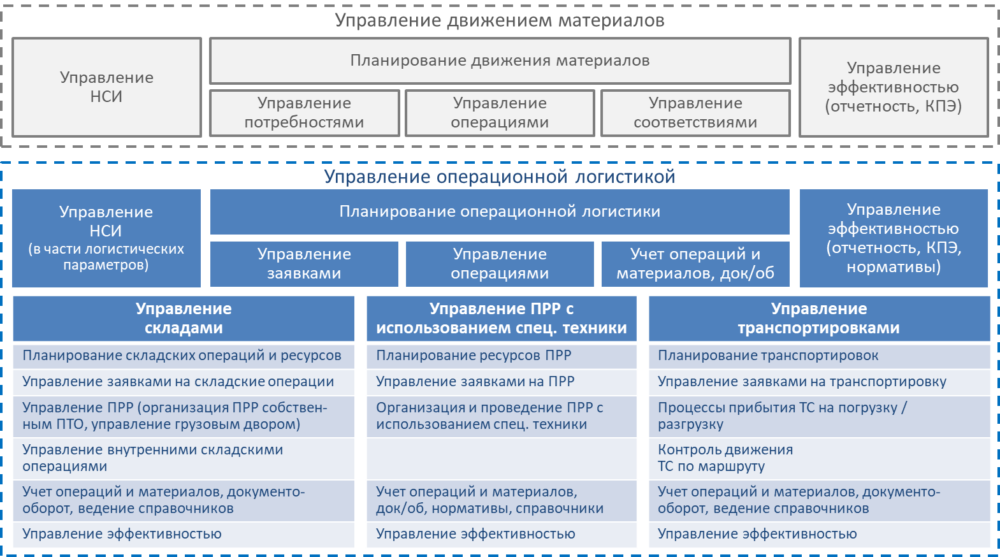 Управление движением материалов
Управление
НСИ
Планирование движения материалов
Управление
потребностями
Управление
операциями
Управление
соответствиями
Управление
эффективностью
(отчетность, КПЭ)
Управление операционной логистикой
Управление
НСИ
(в части логистических
параметров)
Планирование операционной логистики
Управление
заявками
Управление
операциями
Учет операций и
материалов, док/об
Управление
эффективностью
(отчетность, КПЭ,
нормативы)
Управление
складами
Планирование складских операций и ресурсов
Управление заявками на складские операции
Управление ПРР (организация ПРР собствен-
ным ПТО, управление грузовым двором)
Управление внутренними складскими
операциями
Учет операций и материалов, документо-
оборот, ведение справочников
Управление эффективностью
Управление ПРР с
использованием спец. техники
Планирование ресурсов ПРР
Управление заявками на ПРР
Организация и проведение ПРР с
использованием спец. техники
Учет операций и материалов,
док/об, нормативы, справочники
Управление эффективностью
Управление
транспортировками
Планирование транспортировок
Управление заявками на транспортировку
Процессы прибытия ТС на погрузку /
разгрузку
Контроль движения
ТС по маршруту
Учет операций и материалов, документо-
оборот, ведение справочников
Управление эффективностью